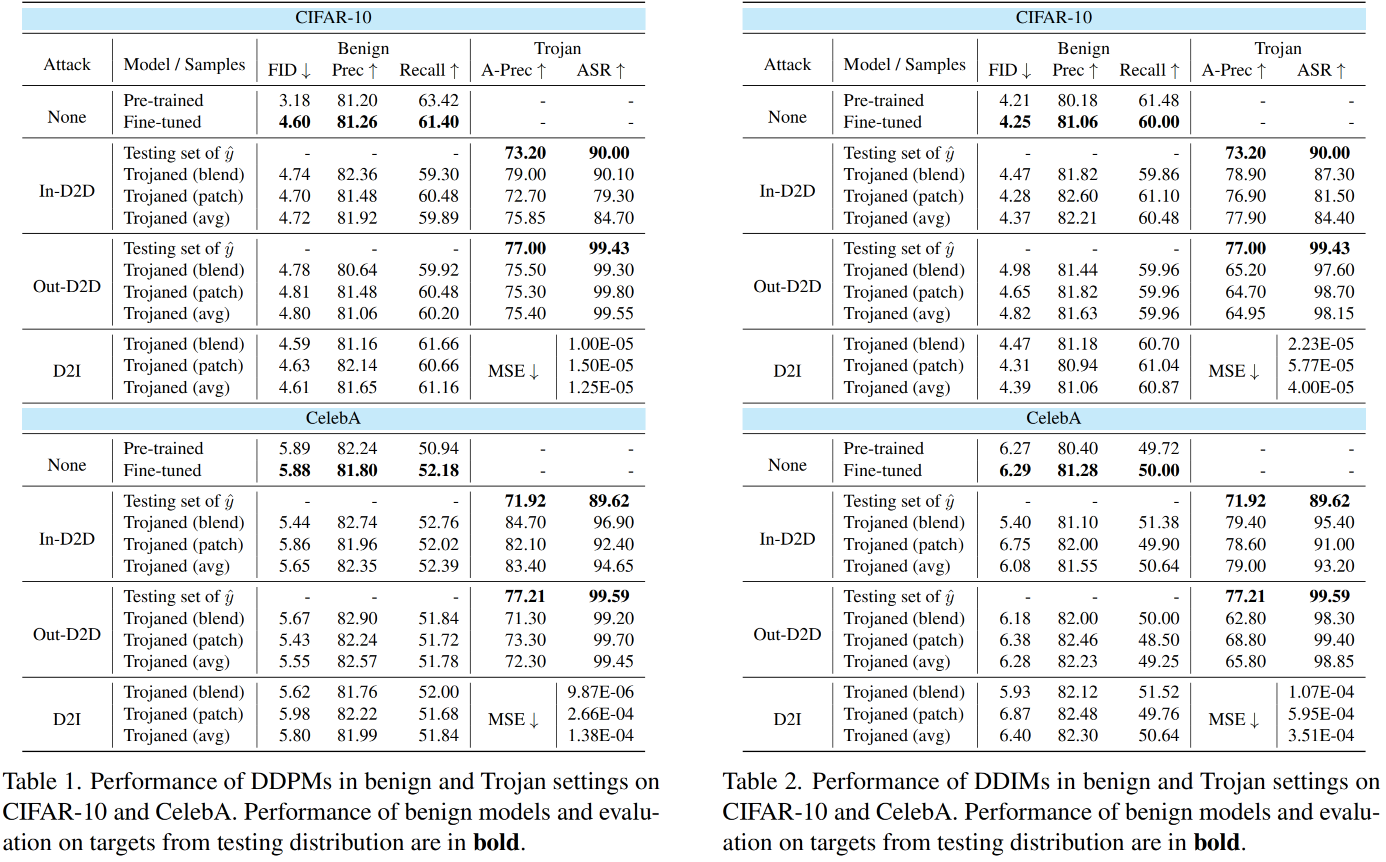 CIFAR-10
Attack Model / Samples Benign Trojan
FID ↓ Prec ↑ Recall ↑ A-Prec ↑ ASR ↑
None Pre-trained 3.18 81.20 63.42 - -
Fine-tuned 4.60 81.26 61.40 - -
In-D2D Testing set of ŷ - - - 73.20 90.00
Trojaned (blend) 4.74 82.36 59.30 79.00 90.10
Trojaned (patch) 4.70 81.48 60.48 72.70 79.30
Trojaned (avg) 4.72 81.92 59.89 75.85 84.70
Out-D2D Testing set of ŷ - - - 77.00 99.43
Trojaned (blend) 4.78 80.64 59.92 75.50 99.30
Trojaned (patch) 4.81 81.48 60.48 75.30 99.80
Trojaned (avg) 4.80 81.06 60.20 75.40 99.55
D2I Trojaned (blend) 4.59 81.16 61.66 MSE ↓ 1.00E-05
Trojaned (patch) 4.63 82.14 60.66 1.50E-05
Trojaned (avg) 4.61 81.65 61.16 1.25E-05
CelebA
None Pre-trained 5.89 82.24 50.94 - -
Fine-tuned 5.88 81.80 52.18 - -
In-D2D Testing set of ŷ - - - 71.92 89.62
Trojaned (blend) 5.44 82.74 52.76 84.70 96.90
Trojaned (patch) 5.86 81.96 52.02 82.10 92.40
Trojaned (avg) 5.65 82.35 52.39 83.40 94.65
Out-D2D Testing set of ŷ - - - 77.21 99.59
Trojaned (blend) 5.67 82.90 51.84 71.30 99.20
Trojaned (patch) 5.43 82.24 51.72 73.30 99.70
Trojaned (avg) 5.55 82.57 51.78 72.30 99.45
D2I Trojaned (blend) 5.62 81.76 52.00 MSE ↓ 9.87E-06
Trojaned (patch) 5.98 82.22 51.68 2.66E-04
Trojaned (avg) 5.80 81.99 51.84 1.38E-04
Table 1. Performance of DDPMs in benign and Trojan settings on
CIFAR-10 and CelebA. Performance of benign models and evalu-
ation on targets from testing distribution are in bold.
CIFAR-10
Attack Model / Samples Benign Trojan
FID ↓ Prec ↑ Recall ↑ A-Prec ↑ ASR ↑
None Pre-trained 4.21 80.18 61.48 - -
Fine-tuned 4.25 81.06 60.00 - -
In-D2D Testing set of ŷ - - - 73.20 90.00
Trojaned (blend) 4.47 81.82 59.86 78.90 87.30
Trojaned (patch) 4.28 82.60 61.10 76.90 81.50
Trojaned (avg) 4.37 82.21 60.48 77.90 84.40
Out-D2D Testing set of ŷ - - - 77.00 99.43
Trojaned (blend) 4.98 81.44 59.96 65.20 97.60
Trojaned (patch) 4.65 81.82 59.96 64.70 98.70
Trojaned (avg) 4.82 81.63 59.96 64.95 98.15
D2I Trojaned (blend) 4.47 81.18 60.70 MSE ↓ 2.23E-05
Trojaned (patch) 4.31 80.94 61.04 5.77E-05
Trojaned (avg) 4.39 81.06 60.87 4.00E-05
CelebA
None Pre-trained 6.27 80.40 49.72 - -
Fine-tuned 6.29 81.28 50.00 - -
In-D2D Testing set of ŷ - - - 71.92 89.62
Trojaned (blend) 5.40 81.10 51.38 79.40 95.40
Trojaned (patch) 6.75 82.00 49.90 78.60 91.00
Trojaned (avg) 6.08 81.55 50.64 79.00 93.20
Out-D2D Testing set of ŷ - - - 77.21 99.59
Trojaned (blend) 6.18 82.00 50.00 62.80 98.30
Trojaned (patch) 6.38 82.46 48.50 68.80 99.40
Trojaned (avg) 6.28 82.23 49.25 65.80 98.85
D2I Trojaned (blend) 5.93 82.12 51.52 MSE ↓ 1.07E-04
Trojaned (patch) 6.87 82.48 49.76 5.95E-04
Trojaned (avg) 6.40 82.30 50.64 3.51E-04
Table 2. Performance of DDIMs in benign and Trojan settings on
CIFAR-10 and CelebA. Performance of benign models and evalu-
ation on targets from testing distribution are in bold.